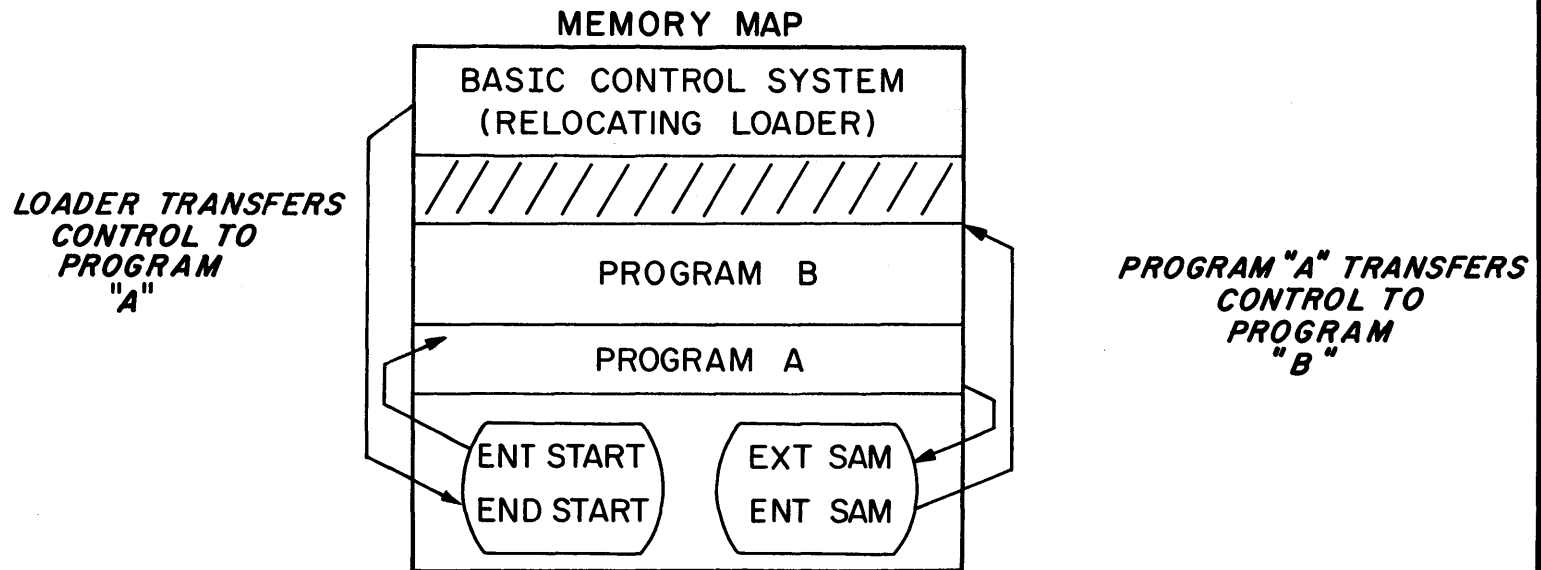 MEMORY MAP
BASIC CONTROL SYSTEM
(RELOCATING LOADER)
LOADER TRANSFERS
CONTROL TO
PROGRAM
"A"
PROGRAM B
PROGRAM "A" TRANSFERS
CONTROL TO
PROGRAM
"B"
PROGRAM A
ENT START
END START
EXT SAM
ENT SAM